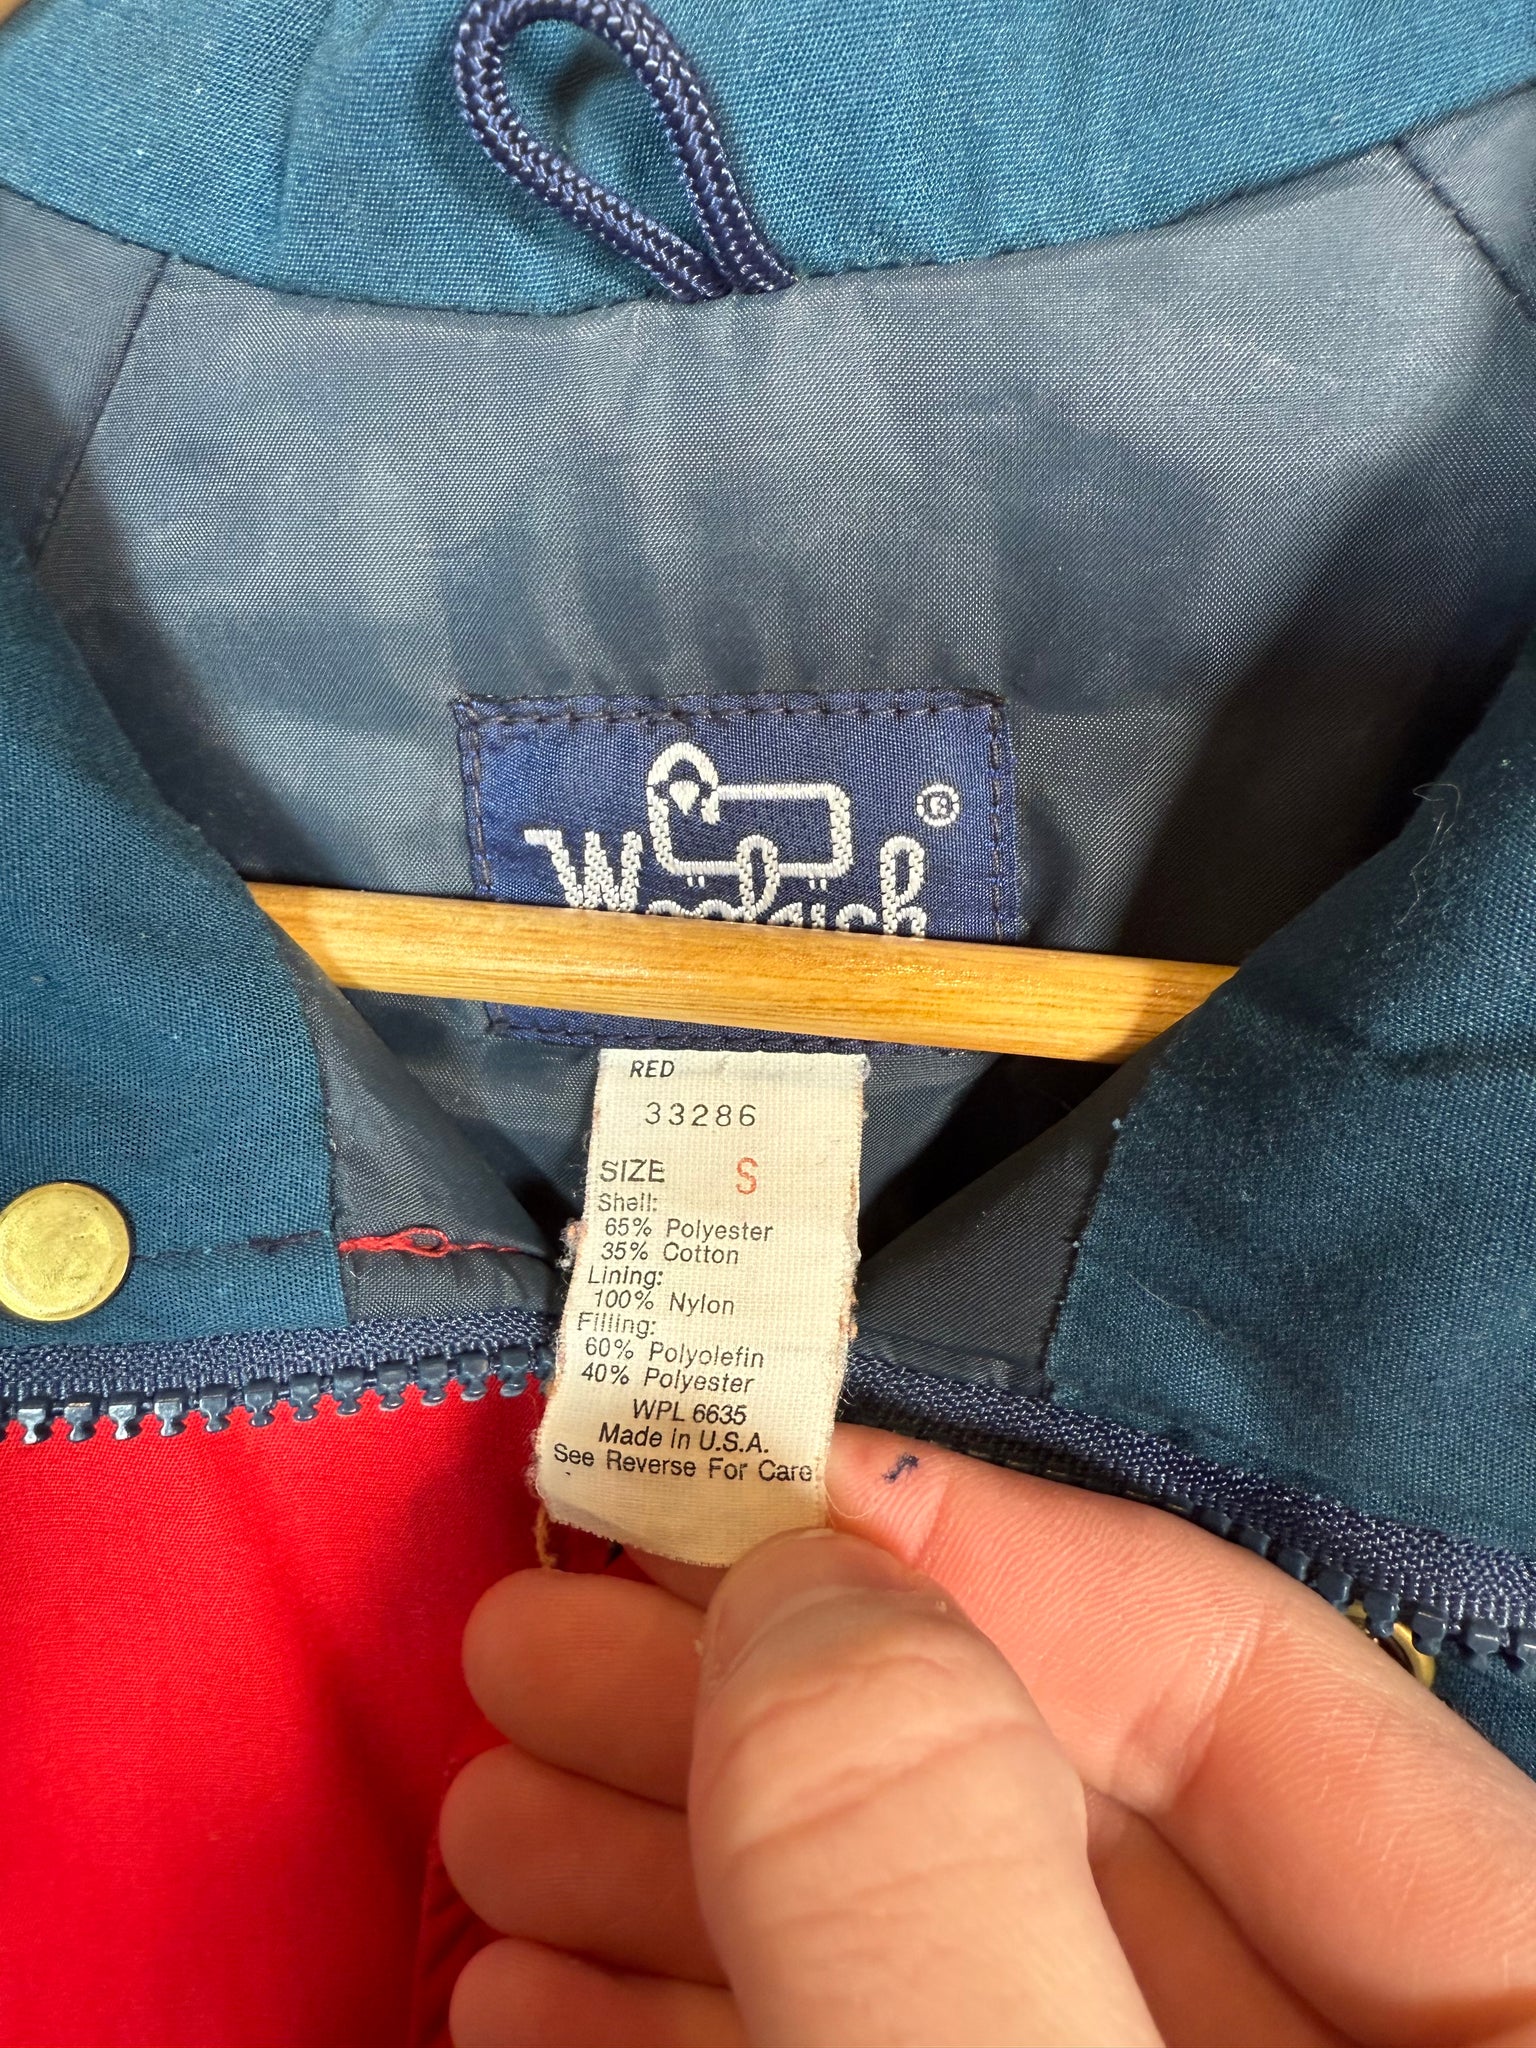 Woolrich ®
RED
33286
SIZE S
Shell:
65% Polyester
35% Cotton
Lining:
100% Nylon
Filling:
60% Polyolefin
40% Polyester
WPL 6635
Made in U.S.A.
See Reverse For Care